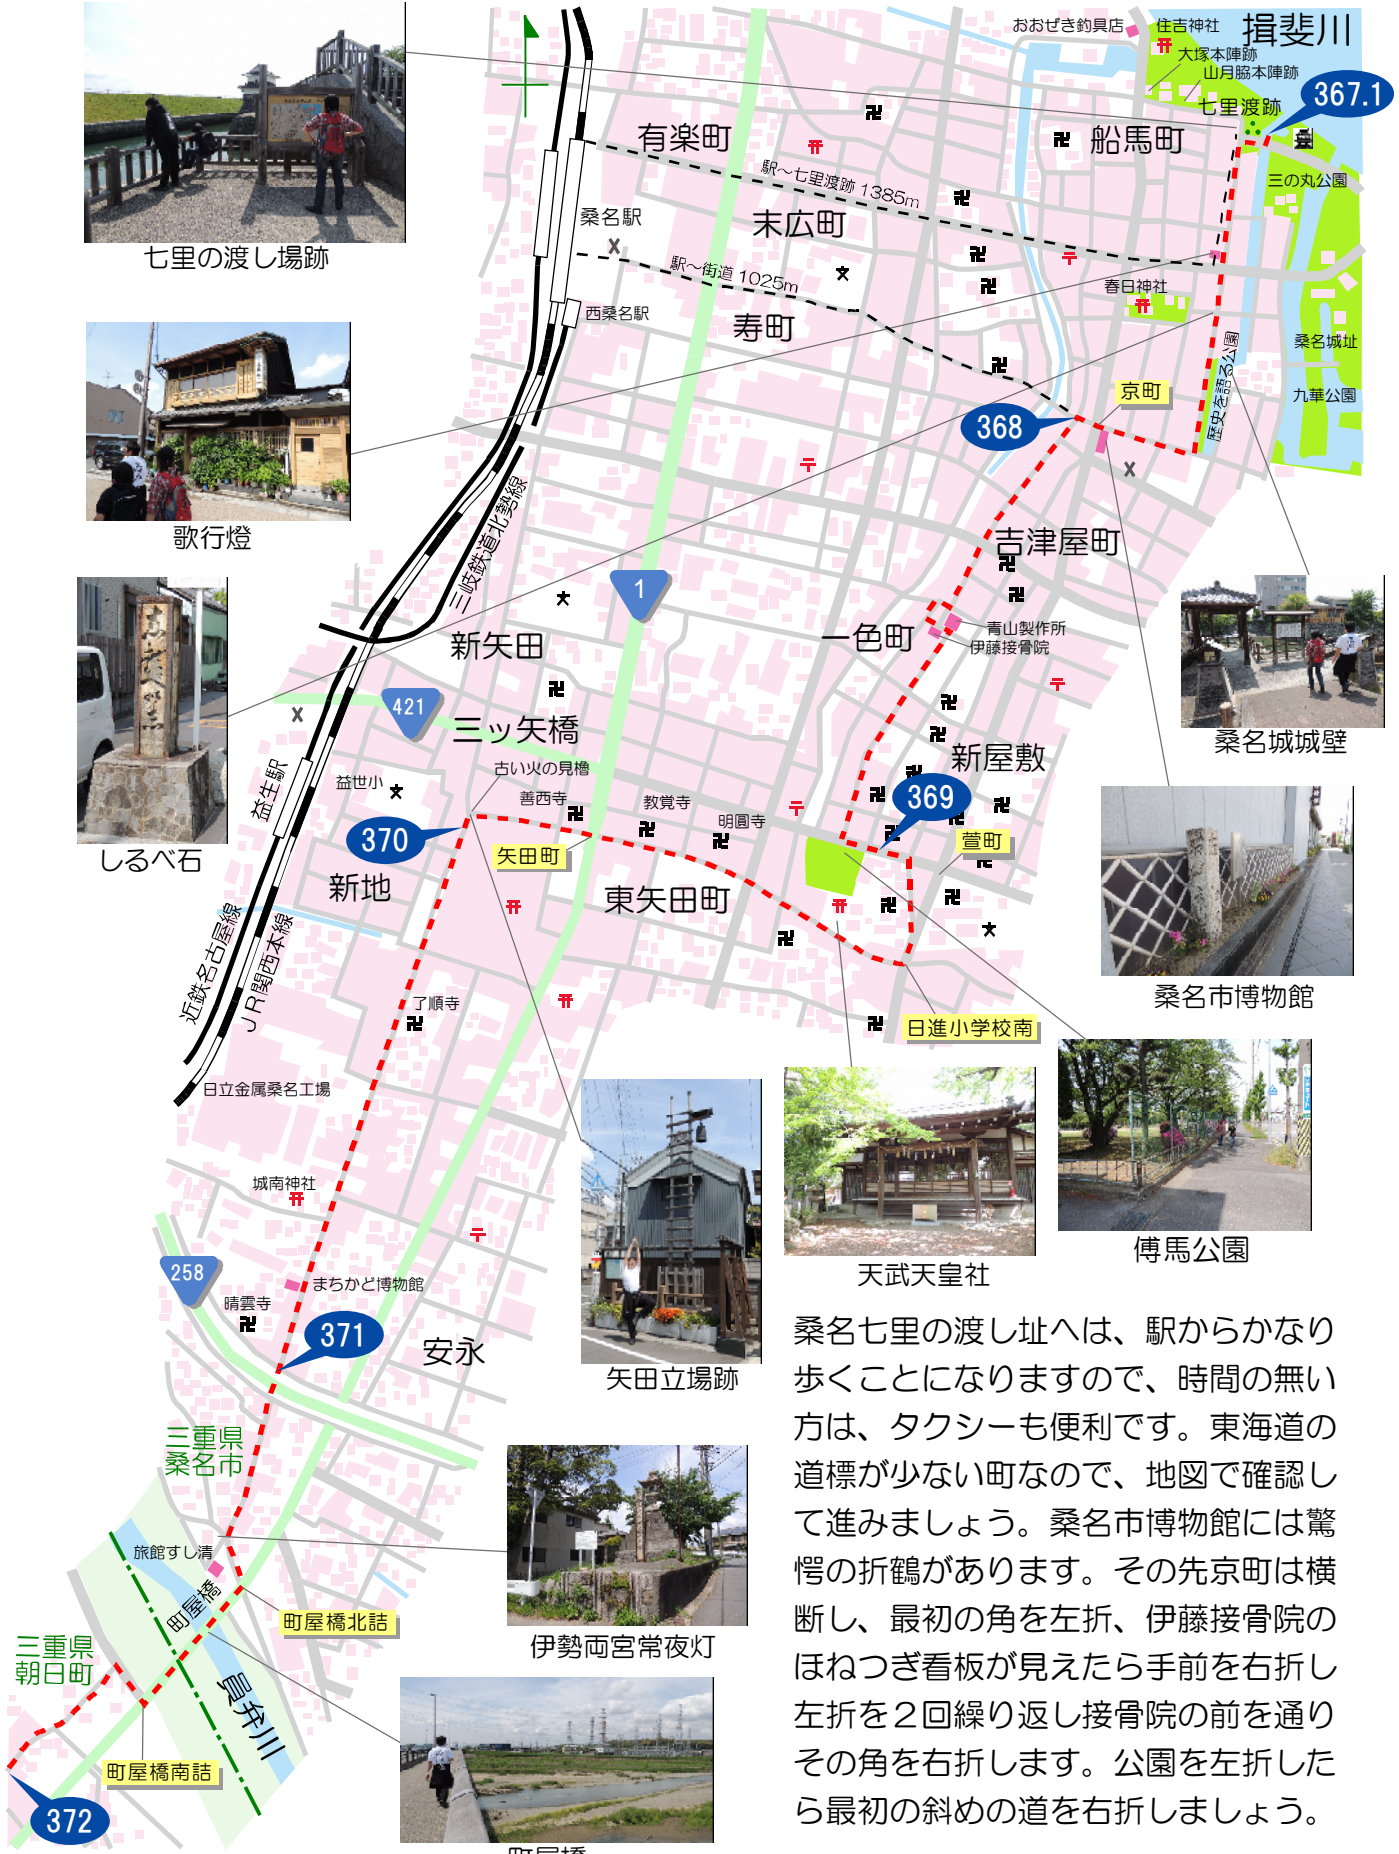 おおぜき釣具店
住吉神社
揖斐川
大塚本陣跡
山月脇本陣跡
七里渡跡
367.1
有楽町
船馬町
駅〜七里渡跡 1385m
三の丸公園
末広町
桑名駅
七里の渡し場跡
駅〜街道 1025m
春日神社
西桑名駅
寿町
桑名城址
歴史を語る公園
京町
九華公園
368
歌行燈
三岐鉄道北勢線
吉津屋町
1
青山製作所
伊藤接骨院
一色町
新矢田
421
三ッ矢橋
桑名城城壁
新屋敷
益生駅
古い火の見櫓
益世小
善西寺
教覚寺
明圓寺
369
370
矢田町
萱町
しるべ石
新地
東矢田町
近鉄名古屋線
JR関西本線
桑名市博物館
了順寺
日進小学校南
日立金属桑名工場
城南神社
傅馬公園
天武天皇社
258
まちかど博物館
晴雲寺
371
安永
矢田立場跡
三重県
桑名市
旅館すし清
町屋橋
町屋橋北詰
伊勢両宮常夜灯
三重県
朝日町
員弁川
町屋橋南詰
372
町屋橋
桑名七里の渡し址へは、駅からかなり
歩くことになりますので、時間の無い
方は、タクシーも便利です。東海道の
道標が少ない町なので、地図で確認し
て進みましょう。桑名市博物館には驚
愕の折鶴があります。その先京町は横
断し、最初の角を左折、伊藤接骨院の
ほねつぎ看板が見えたら手前を右折し
左折を２回繰り返し接骨院の前を通り
その角を右折します。公園を左折した
ら最初の斜めの道を右折しましょう。